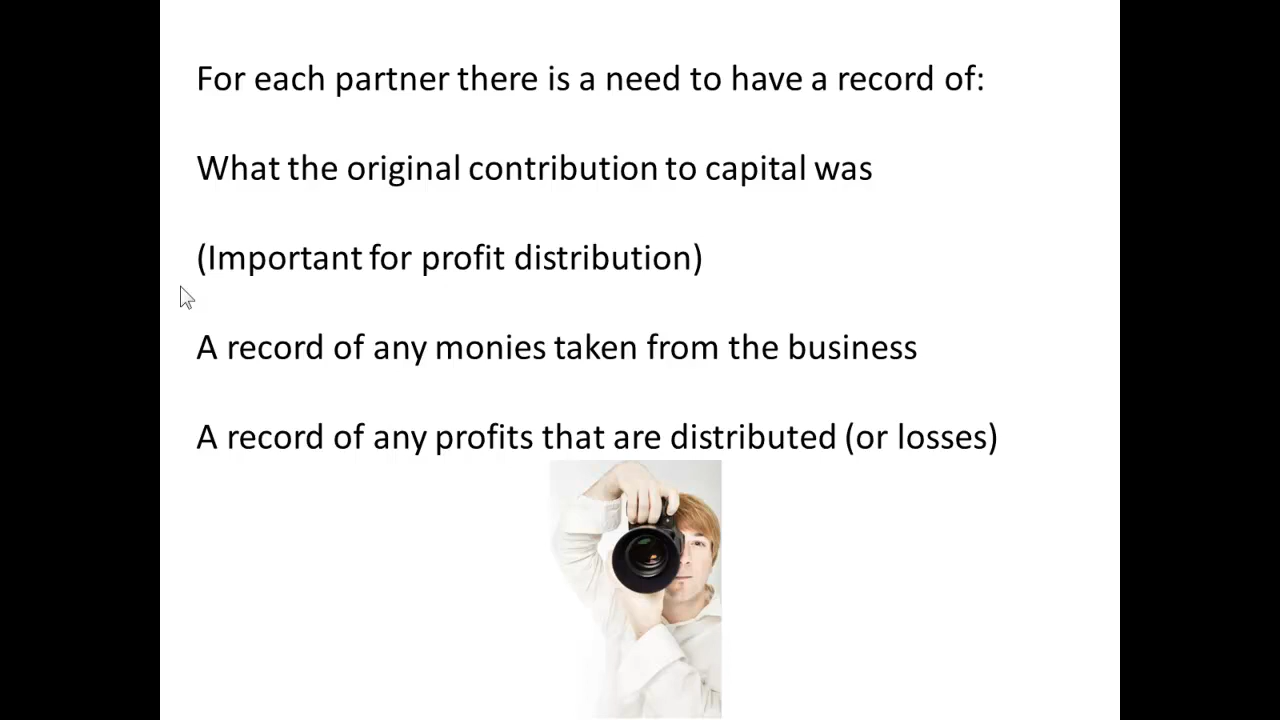 For each partner there is a need to have a record of:
What the original contribution to capital was
(Important for profit distribution)
A record of any monies taken from the business
A record of any profits that are distributed (or losses)